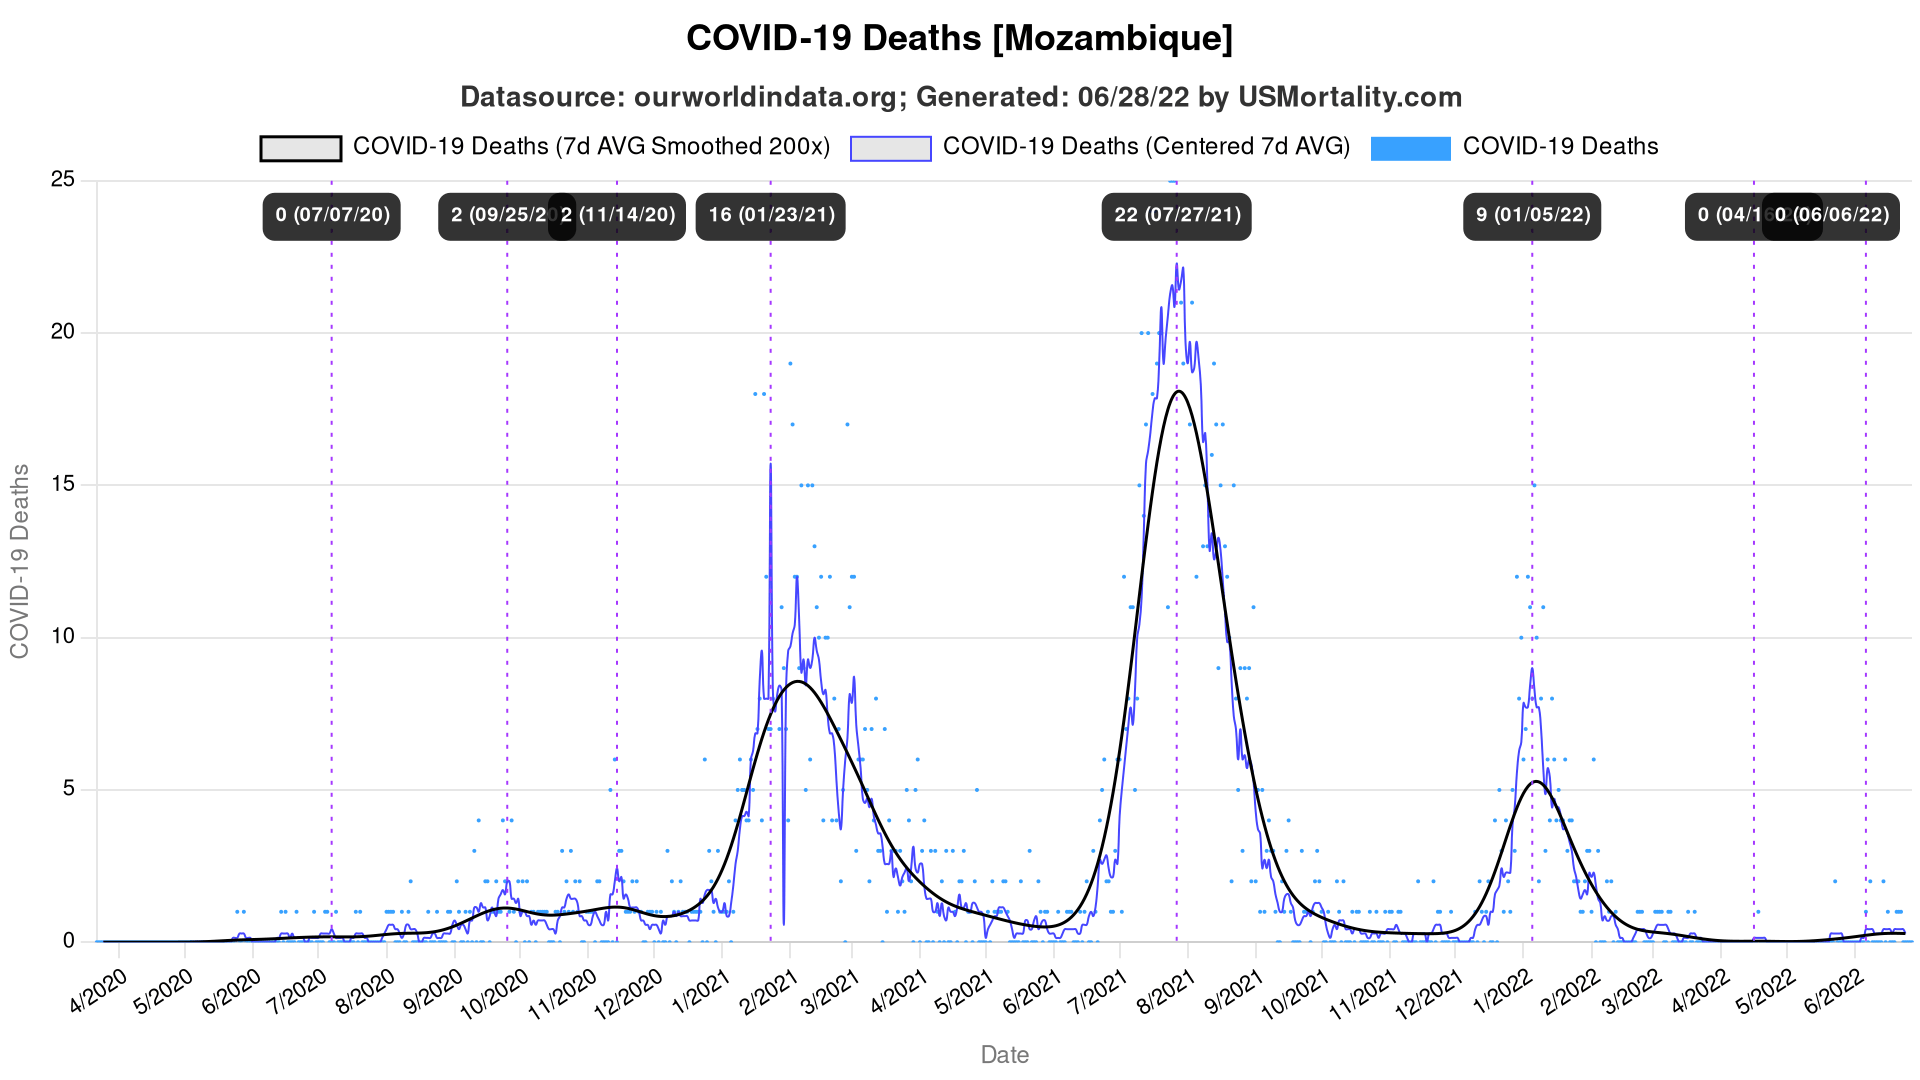 COVID-19 Deaths [Mozambique]
Datasource: ourworldindata.org; Generated: 06/28/22 by USMortality.com
COVID-19 Deaths (7d AVG Smoothed 200x) COVID-19 Deaths (Centered 7d AVG) COVID-19 Deaths
0 (07/07/20) 2 (09/25/20 2 (11/14/20) 16 (01/23/21) 22 (07/27/21) 9 (01/05/22) 0 (04/16 0 (06/06/22)
25
20
15
10
5
0
COVID-19 Deaths
4/2020 5/2020 6/2020 7/2020 8/2020 9/2020 10/2020 11/2020 12/2020 1/2021 2/2021 3/2021 4/2021 5/2021 6/2021 7/2021 8/2021 9/2021 10/2021 11/2021 12/2021 1/2022 2/2022 3/2022 4/2022 5/2022 6/2022
Date